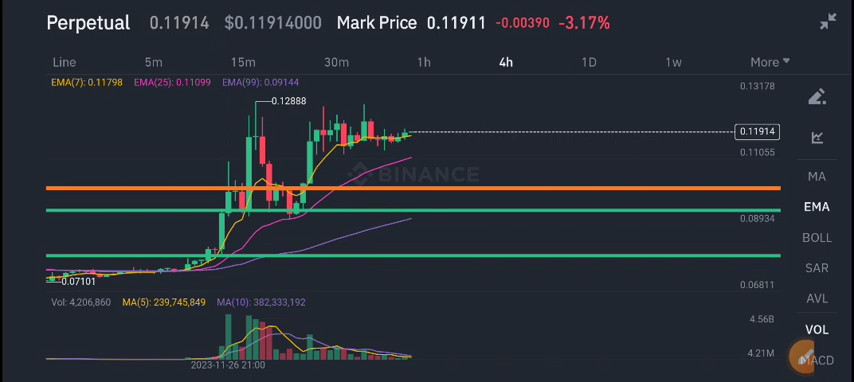 Perpetual 0.11914 $0.11914000 Mark Price 0.11911 -0.00390 -3.17%
Line 5m 15m 30m 1h 4h 1D 1w More
EMA(7): 0.11798 EMA(25): 0.11099 EMA(99): 0.09144
0.13178
0.12888
0.11914
0.11055
BINANCE
0.08934
0.07101
0.06811
Vol: 4,206,860 MA(5): 239,745,849 MA(10): 382,333,192
4.56B
4.21M
2023-11-26 21:00
MA
EMA
BOLL
SAR
AVL
VOL
MACD